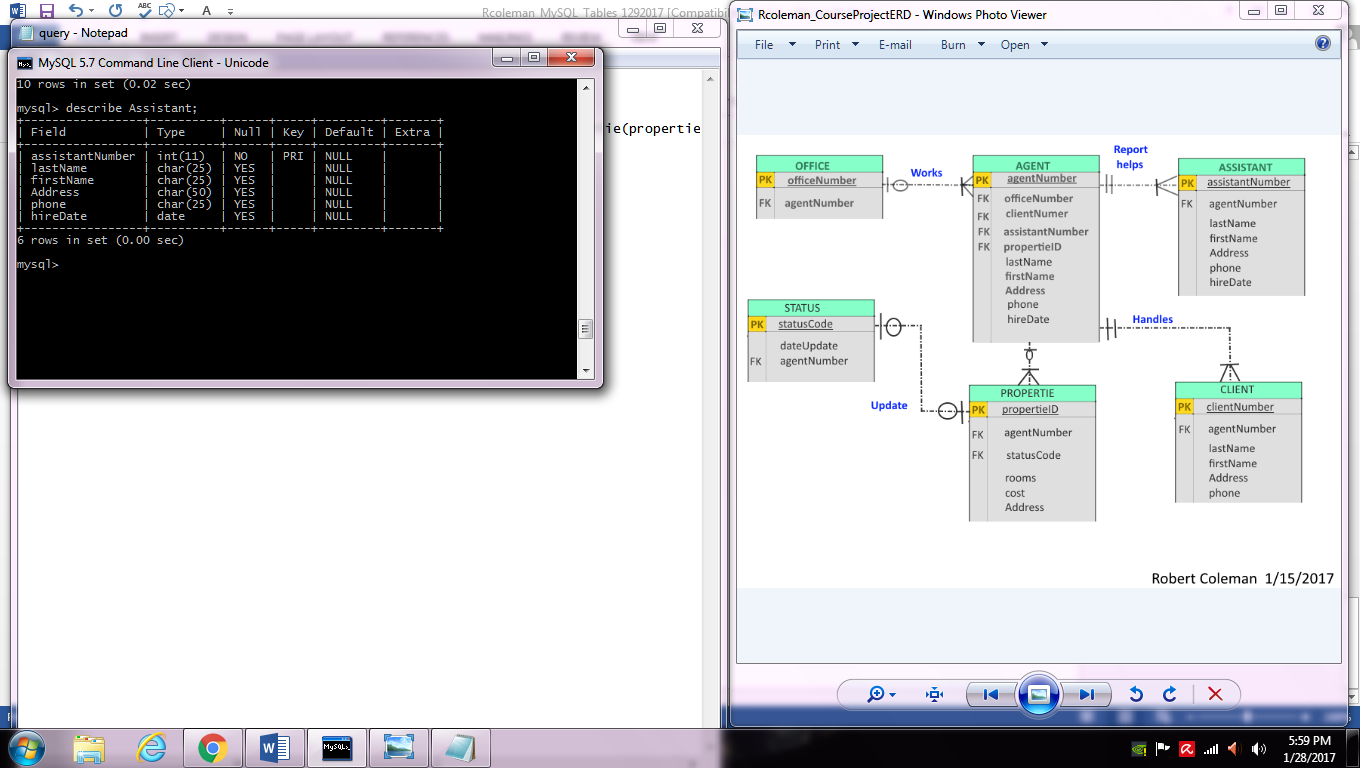 Rcoleman_MySQL_Tables_1292017 [Compatibil
query - Notepad
MySQL 5.7 Command Line Client - Unicode
10 rows in set (0.02 sec)
mysql> describe Assistant;
| Field | Type | Null | Key | Default | Extra |
| assistantNumber | int(11) | NO | PRI | NULL | |
| lastName | char(25) | YES | | NULL | |
| firstName | char(25) | YES | | NULL | |
| Address | char(50) | YES | | NULL | |
| phone | char(25) | YES | | NULL | |
| hireDate | date | YES | | NULL | |
6 rows in set (0.00 sec)
mysql>
ie(propertie
Rcoleman_CourseProjectERD - Windows Photo Viewer
File Print E-mail Burn Open
OFFICE
PK officeNumber
FK agentNumber
Works
AGENT
PK agentNumber
FK officeNumber
FK clientNumer
FK assistantNumber
FK propertieID
lastName
firstName
Address
phone
hireDate
Report
helps
ASSISTANT
PK assistantNumber
FK agentNumber
lastName
firstName
Address
phone
hireDate
STATUS
PK statusCode
dateUpdate
FK agentNumber
Handles
Update
PROPERTIE
PK propertieID
FK agentNumber
FK statusCode
rooms
cost
Address
CLIENT
PK clientNumber
FK agentNumber
lastName
firstName
Address
phone
Robert Coleman 1/15/2017
5:59 PM
1/28/2017